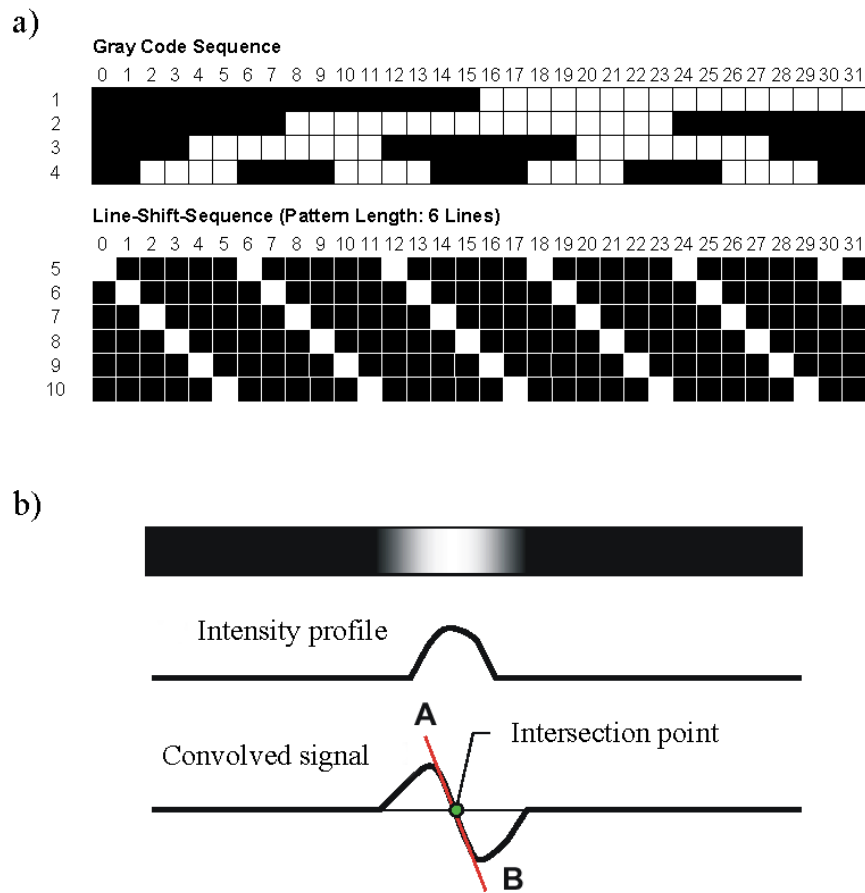 a)
Gray Code Sequence
0 1 2 3 4 5 6 7 8 9 10 11 12 13 14 15 16 17 18 19 20 21 22 23 24 25 26 27 28 29 30 31
1
2
3
4
Line-Shift-Sequence (Pattern Length: 6 Lines)
0 1 2 3 4 5 6 7 8 9 10 11 12 13 14 15 16 17 18 19 20 21 22 23 24 25 26 27 28 29 30 31
5
6
7
8
9
10
b)
Intensity profile
A
Intersection point
Convolved signal
B